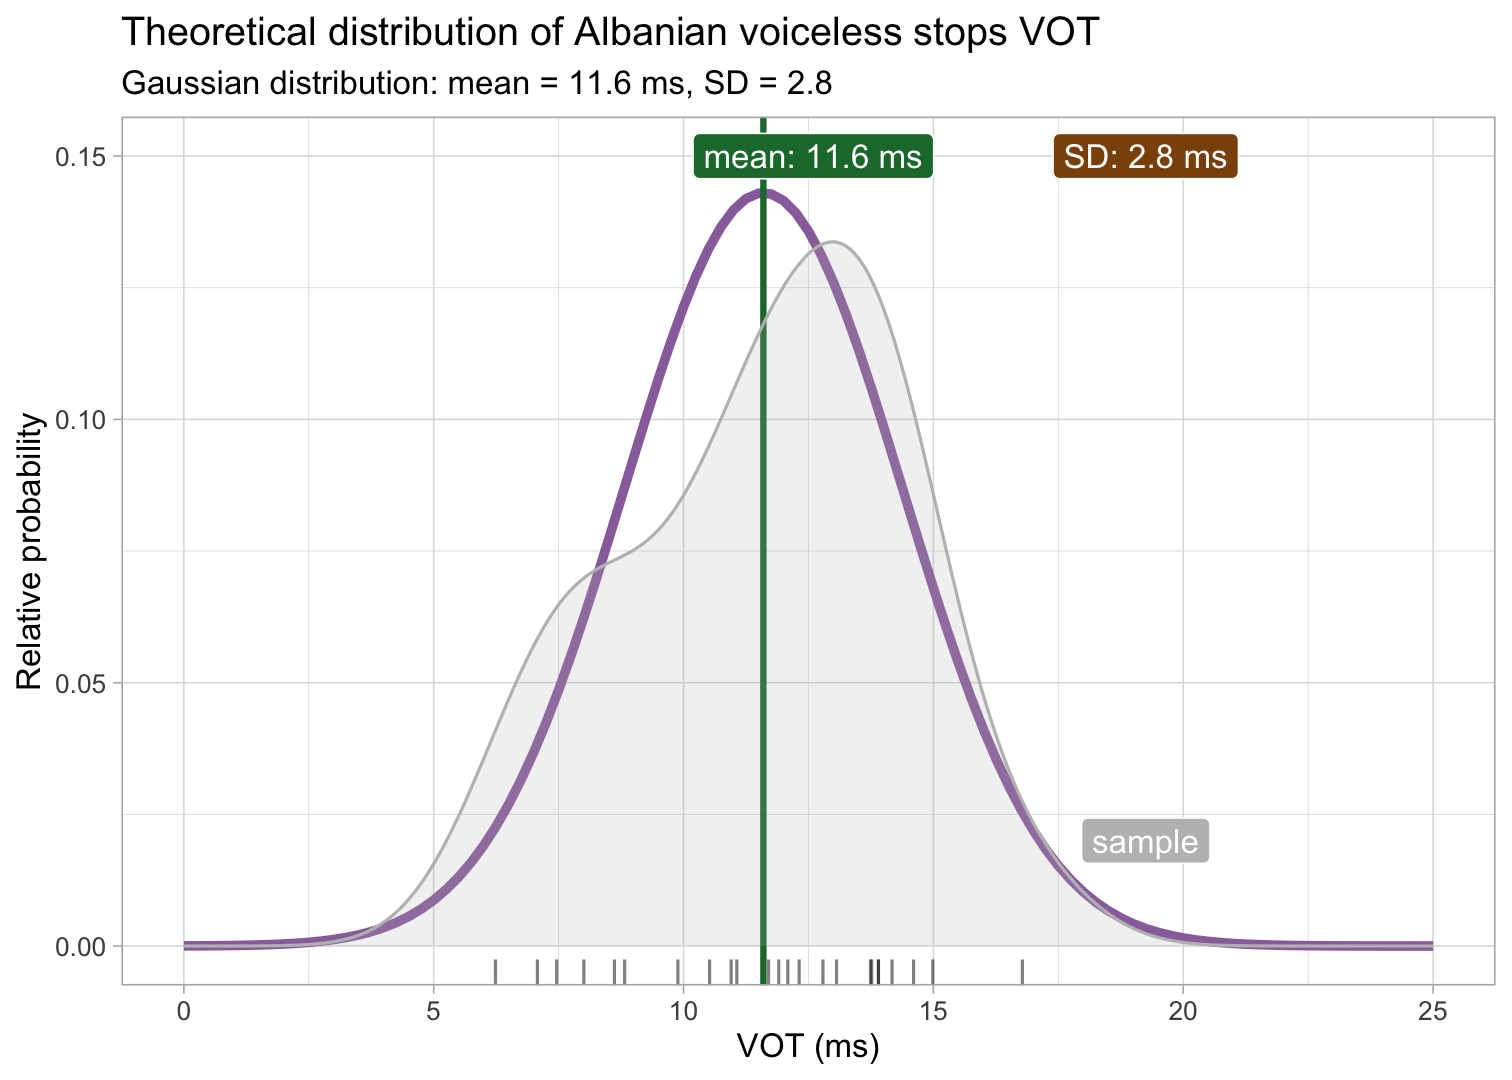 Theoretical distribution of Albanian voiceless stops VOT
Gaussian distribution: mean = 11.6 ms, SD = 2.8
mean: 11.6 ms
SD: 2.8 ms
0.15
0.10
0.05
0.00
Relative probability
sample
0 5 10 15 20 25
VOT (ms)